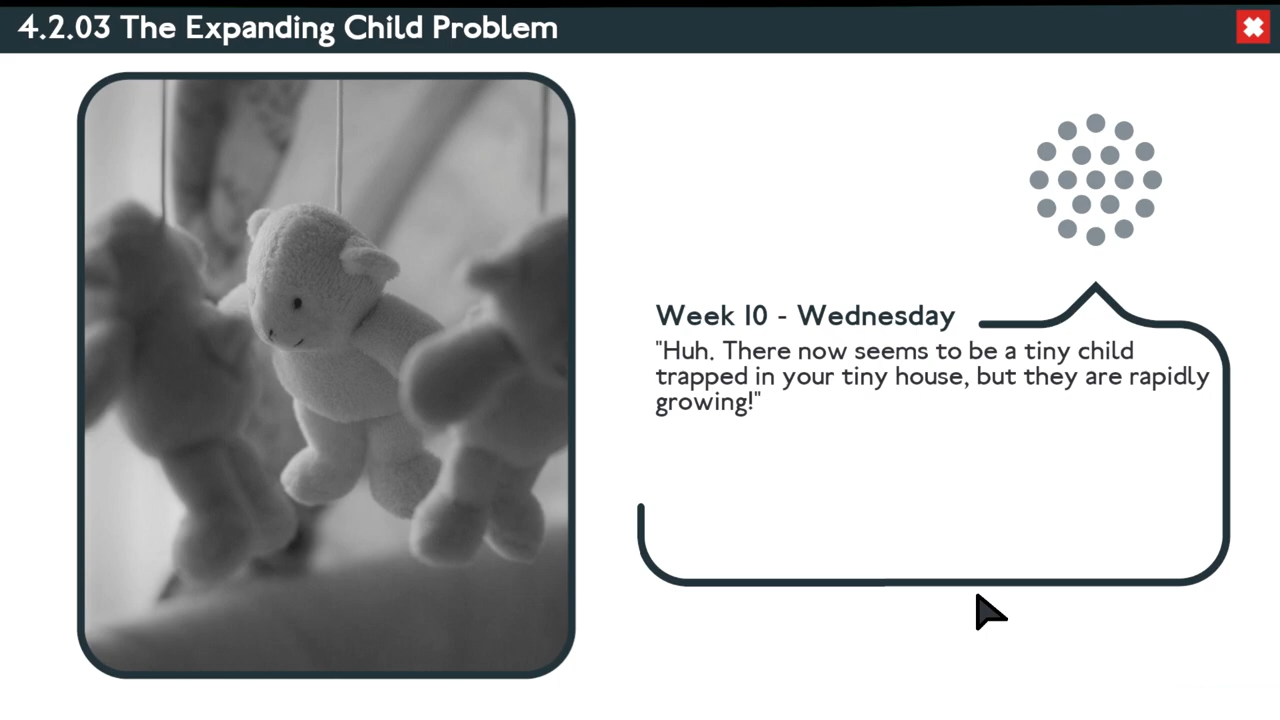 4.2.03 The Expanding Child Problem
Week 10 - Wednesday
"Huh. There now seems to be a tiny child
trapped in your tiny house, but they are rapidly
growing!"